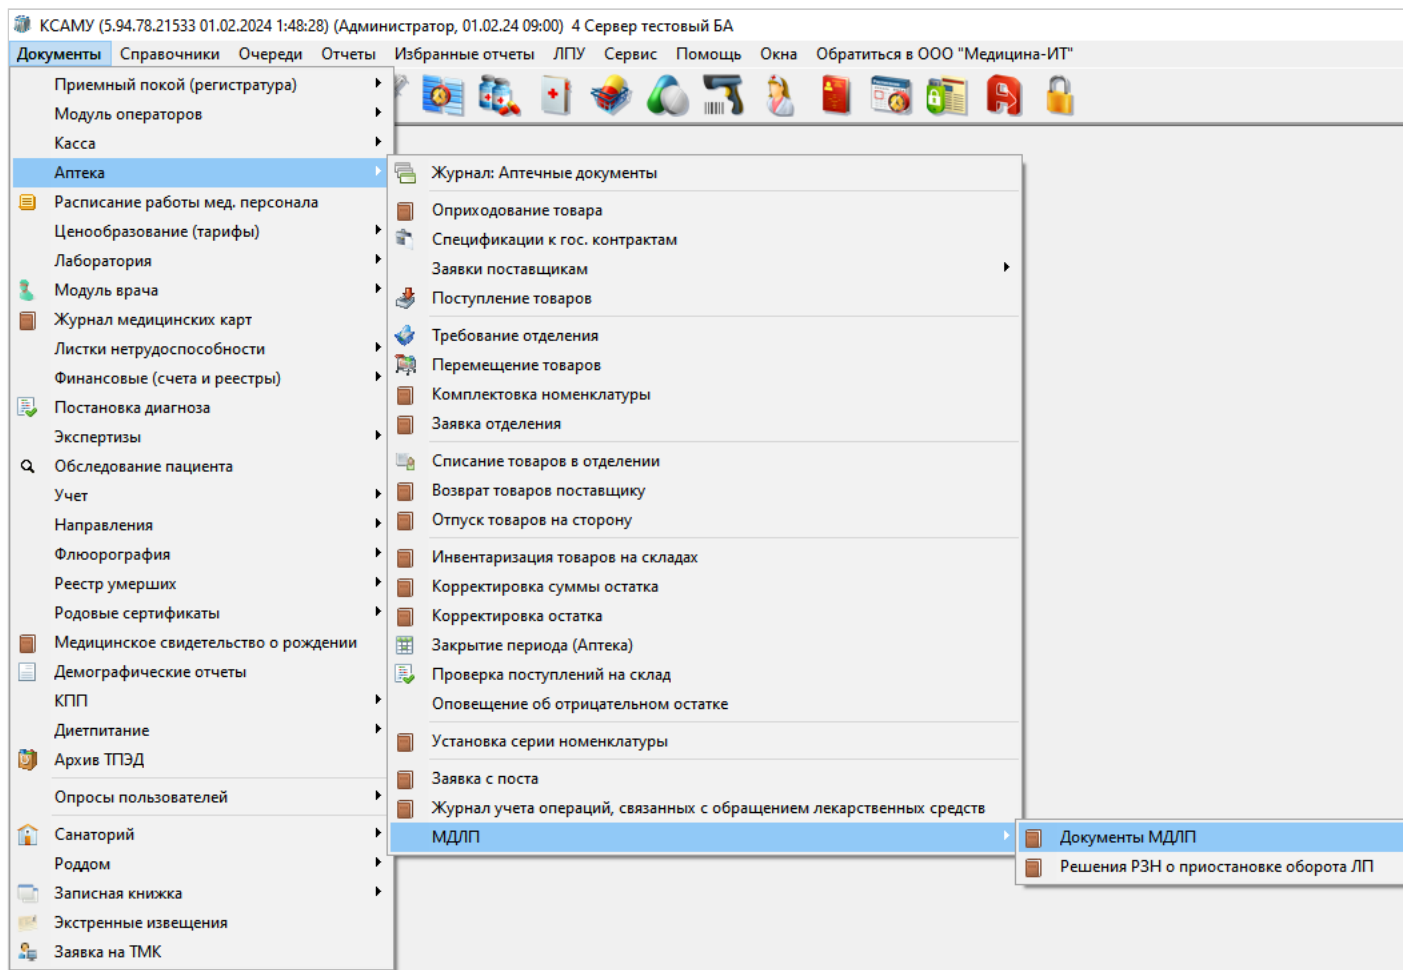 КСАМУ (5.94.78.21533 01.02.2024 1:48:28) (Администратор, 01.02.24 09:00) 4 Сервер тестовый БА
Документы Справочники Очереди Отчеты Избранные отчеты ЛПУ Сервис Помощь Окна Обратиться в ООО "Медицина-ИТ"
Приемный покой (регистратура)
Модуль операторов
Касса
Аптека
Расписание работы мед. персонала
Ценообразование (тарифы)
Лаборатория
Модуль врача
Журнал медицинских карт
Листки нетрудоспособности
Финансовые (счета и реестры)
Постановка диагноза
Экспертизы
Обследование пациента
Учет
Направления
Флюорография
Реестр умерших
Родовые сертификаты
Медицинское свидетельство о рождении
Демографические отчеты
КПП
Диетпитание
Архив ТПЭД
Опросы пользователей
Санаторий
Роддом
Записная книжка
Экстренные извещения
Заявка на ТМК
Журнал: Аптечные документы
Оприходование товара
Спецификации к гос. контрактам
Заявки поставщикам
Поступление товаров
Требование отделения
Перемещение товаров
Комплектовка номенклатуры
Заявка отделения
Списание товаров в отделении
Возврат товаров поставщику
Отпуск товаров на сторону
Инвентаризация товаров на складах
Корректировка суммы остатка
Корректировка остатка
Закрытие периода (Аптека)
Проверка поступлений на склад
Оповещение об отрицательном остатке
Установка серии номенклатуры
Заявка с поста
Журнал учета операций, связанных с обращением лекарственных средств
МДЛП
Документы МДЛП
Решения РЗН о приостановке оборота ЛП